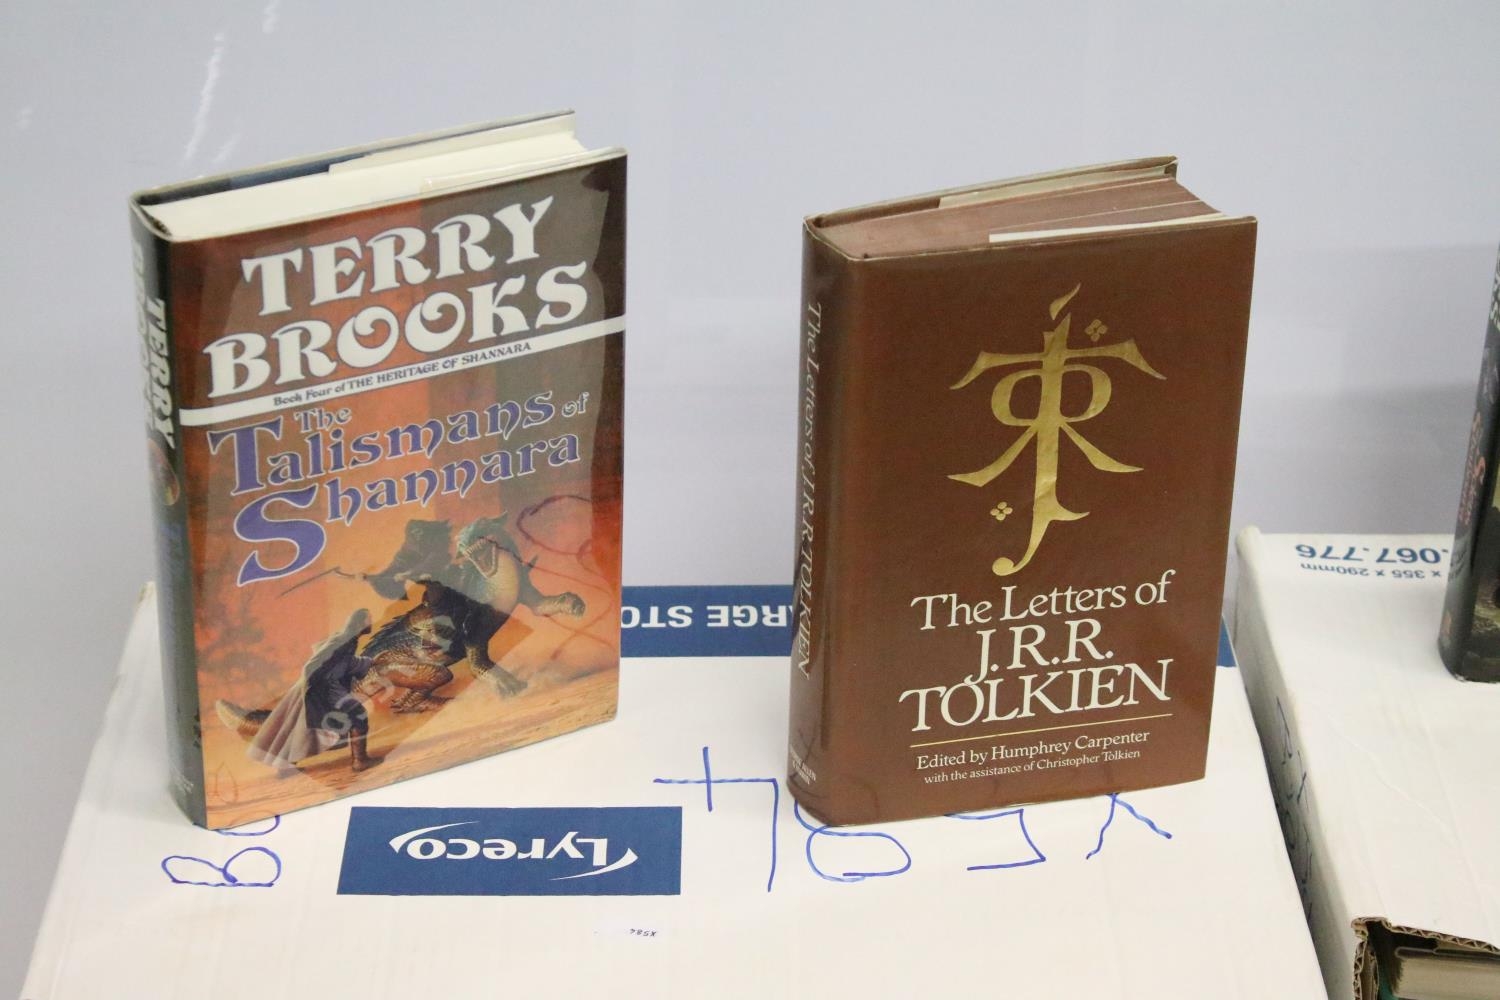 TERRY
BROOKS
Book Four of THE HERITAGE OF SHANNARA
The
Talismans of
Shannara
TERRY
BROOKS
The Letters of
J.R.R.
TOLKIEN
Edited by Humphrey Carpenter
with the assistance of Christopher Tolkien
The Letters of J.R.R. TOLKIEN
ARGE STO
Lyreco
X584
.067.776
x 355 x 290mm